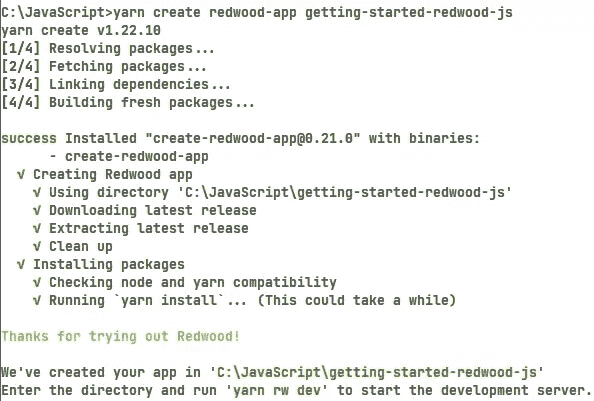 C:\JavaScript>yarn create redwood-app getting-started-redwood-js
yarn create v1.22.10
[1/4] Resolving packages...
[2/4] Fetching packages...
[3/4] Linking dependencies...
[4/4] Building fresh packages...
success Installed "create-redwood-app@0.21.0" with binaries:
- create-redwood-app
√ Creating Redwood app
√ Using directory 'C:\JavaScript\getting-started-redwood-js'
√ Downloading latest release
√ Extracting latest release
√ Clean up
√ Installing packages
√ Checking node and yarn compatibility
√ Running `yarn install`... (This could take a while)
Thanks for trying out Redwood!
We've created your app in 'C:\JavaScript\getting-started-redwood-js'
Enter the directory and run 'yarn rw dev' to start the development server.